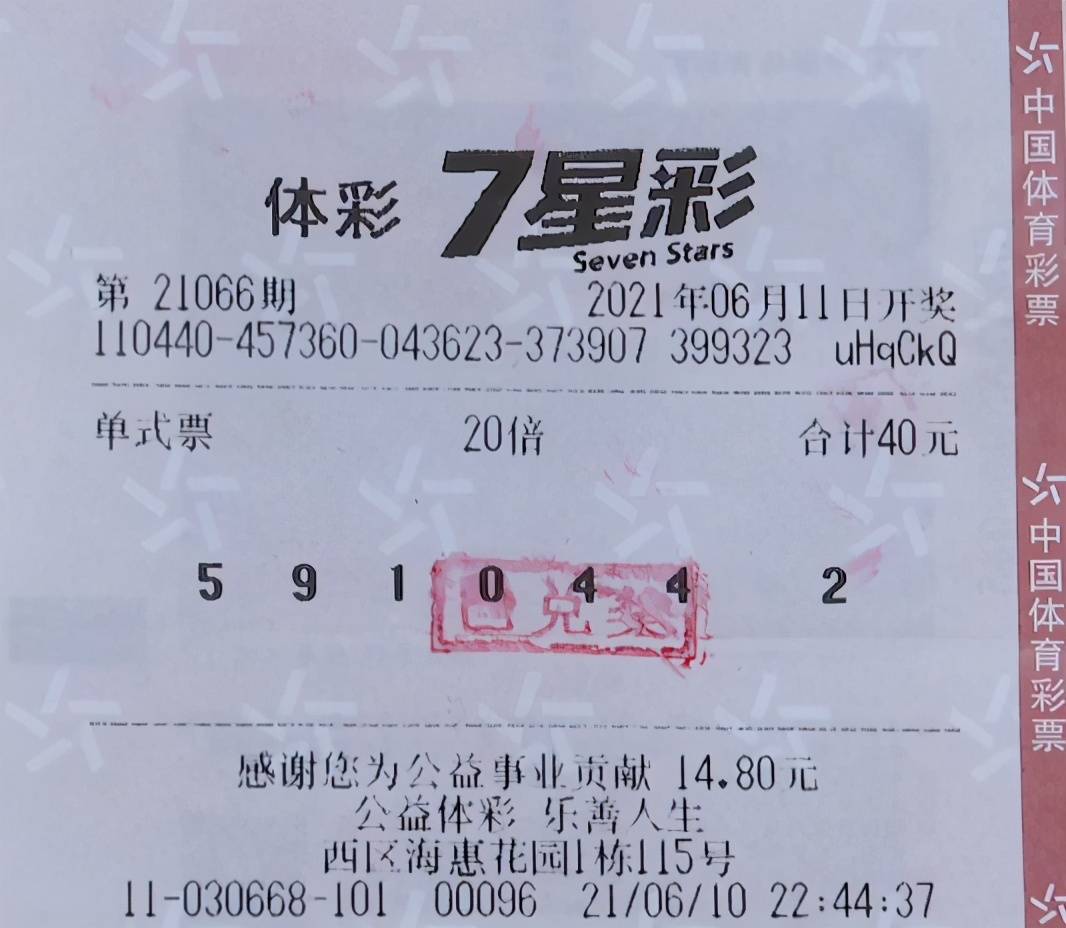 体彩 7星彩
Seven Stars
第 21066期 2021年06月11日开奖
110440-457360-043623-373907 399323 uHqCkQ
单式票 20倍 合计40元
5 9 1 0 4 4 2
已兑奖
感谢您为公益事业贡献 14.80元
公益体彩 乐善人生
西区海惠花园1栋115号
11-030668-101 00096 21/06/10 22:44:37
中国体育彩票
中国体育彩票